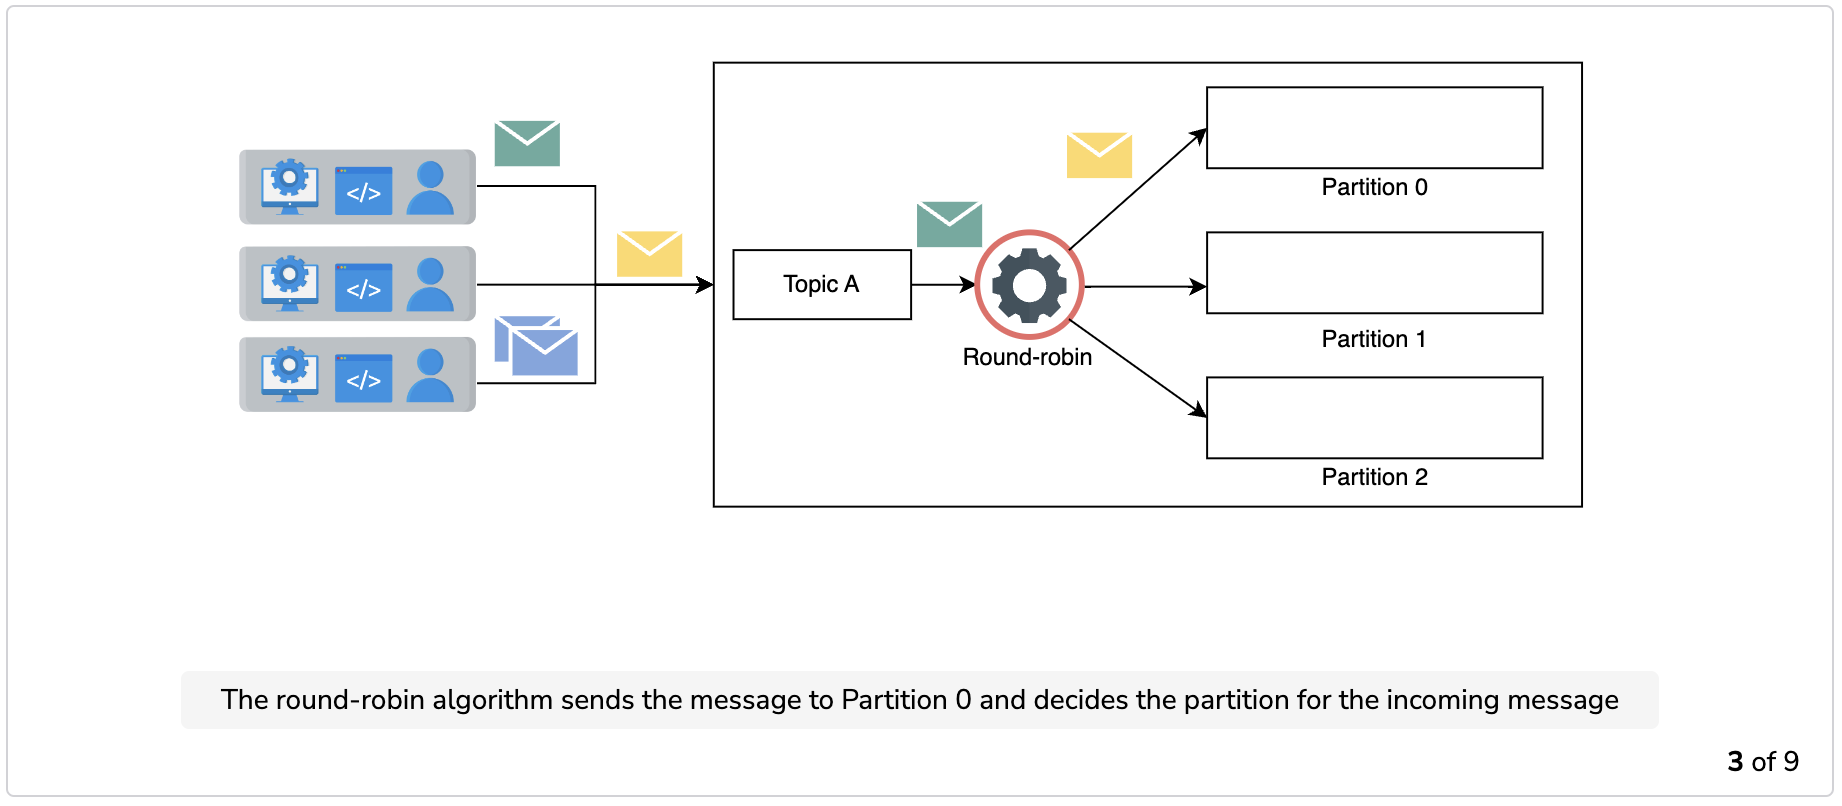 </>
</>
</>
Topic A
Round-robin
Partition 0
Partition 1
Partition 2
The round-robin algorithm sends the message to Partition 0 and decides the partition for the incoming message
3 of 9